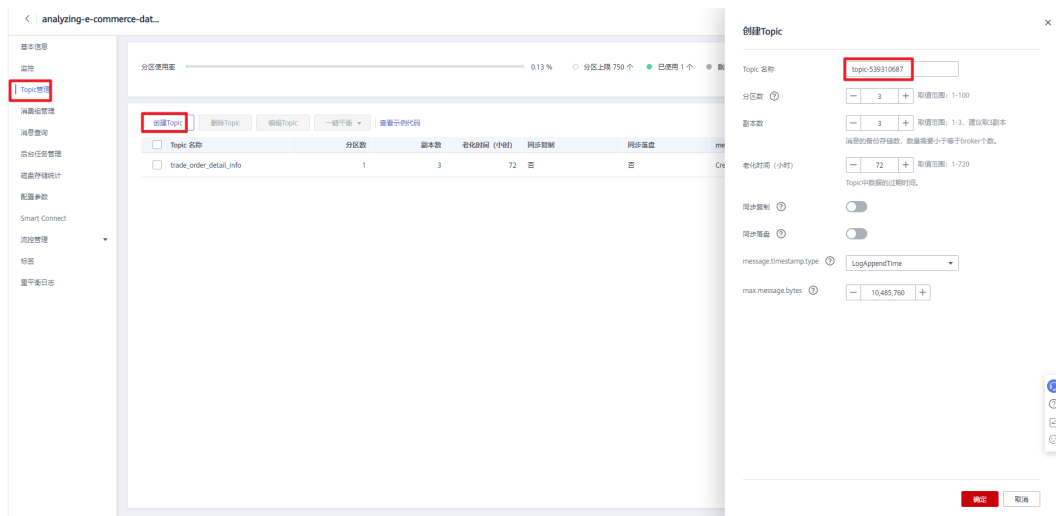 analyzing-e-commerce-dat...
基本信息
监控
Topic管理
消费组管理
消息查询
后台任务管理
磁盘存储统计
配置参数
Smart Connect
流控管理
标签
重平衡日志
分区使用率 0.13 % 分区上限 750 个 已使用 1 个
创建Topic 删除Topic 编辑Topic 一键平衡 查看示例代码
Topic 名称 分区数 副本数 老化时间 (小时) 同步复制 同步落盘 me
trade_order_detail_info 1 3 72 否 否 Cre
创建Topic
Topic 名称 topic-539310687
分区数 3 取值范围：1-100
副本数 3 取值范围：1-3，建议取3副本
消息的备份存储数，数量需要小于等于broker个数。
老化时间 (小时) 72 取值范围：1-720
Topic中数据的过期时间。
同步复制
同步落盘
message.timestamp.type LogAppendTime
max.message.bytes 10,485,760
确定 取消